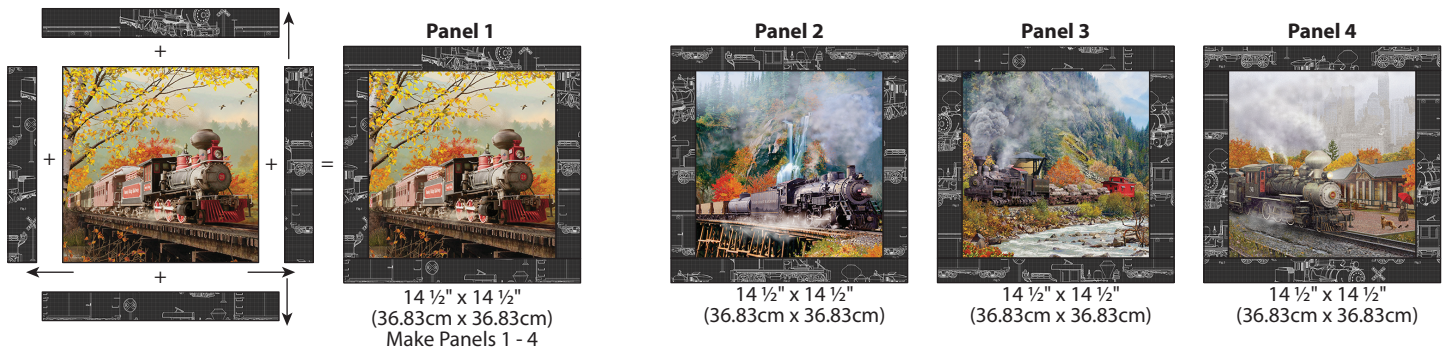 Panel 1
14 ½" x 14 ½"
(36.83cm x 36.83cm)
Make Panels 1 - 4
Panel 2
14 ½" x 14 ½"
(36.83cm x 36.83cm)
Panel 3
14 ½" x 14 ½"
(36.83cm x 36.83cm)
Panel 4
14 ½" x 14 ½"
(36.83cm x 36.83cm)
+
+
+
=
+